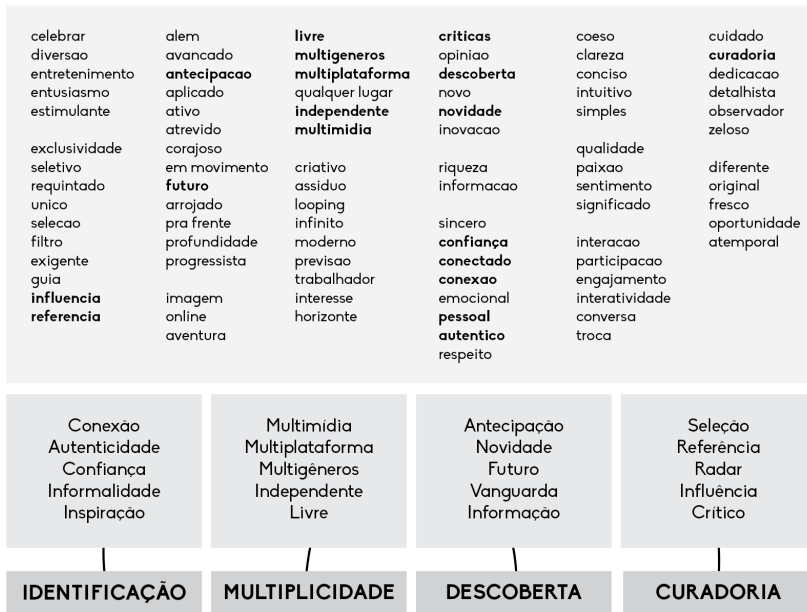 celebrar
diversao
entretenimento
entusiasmo
estimulante
exclusividade
seletivo
requintado
unico
selecao
filtro
exigente
guia
influencia
referencia
alem
avancado
antecipacao
aplicado
ativo
atrevido
corajoso
em movimento
futuro
arrojado
pra frente
profundidade
progressista
imagem
online
aventura
livre
multigeneros
multiplataforma
qualquer lugar
independente
multimidia
criativo
assiduo
looping
infinito
moderno
previsao
trabalhador
interesse
horizonte
criticas
opiniao
descoberta
novo
novidade
inovacao
riqueza
informacao
sincero
confiança
conectado
conexao
emocional
pessoal
autentico
respeito
coeso
clareza
conciso
intuitivo
simples
qualidade
paixao
sentimento
significado
interacao
participacao
engajamento
interatividade
conversa
troca
cuidado
curadoria
dedicacao
detalhista
observador
zeloso
diferente
original
fresco
oportunidade
atemporal
Conexão
Autenticidade
Confiança
Informalidade
Inspiração
IDENTIFICAÇÃO
Multimídia
Multiplataforma
Multigêneros
Independente
Livre
MULTIPLICIDADE
Antecipação
Novidade
Futuro
Vanguarda
Informação
DESCOBERTA
Seleção
Referência
Radar
Influência
Crítico
CURADORIA